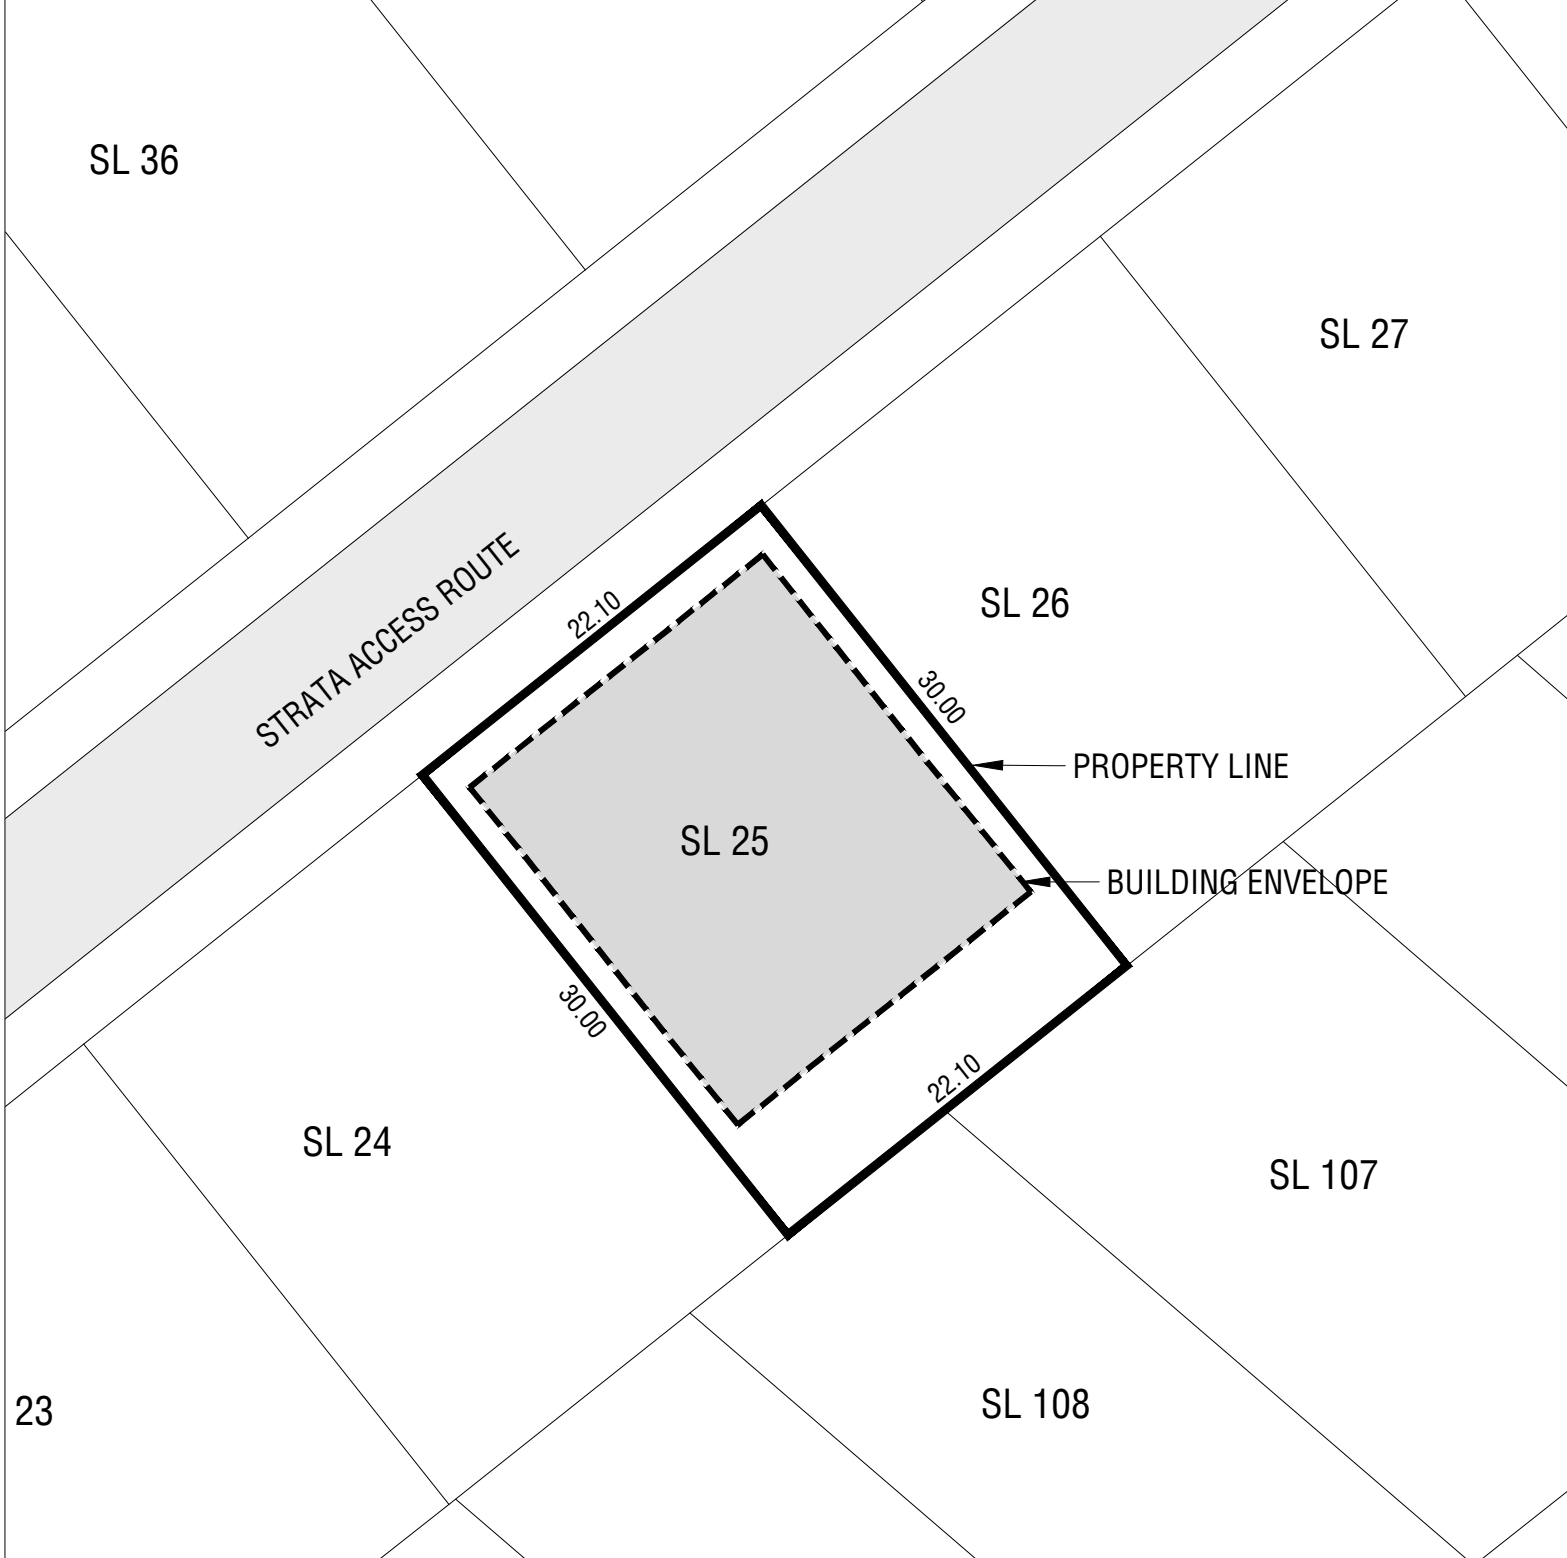 SL 36
SL 27
STRATA ACCESS ROUTE
22.10
SL 26
30.00
PROPERTY LINE
SL 25
BUILDING ENVELOPE
30.00
22.10
SL 24
SL 107
SL 108
23